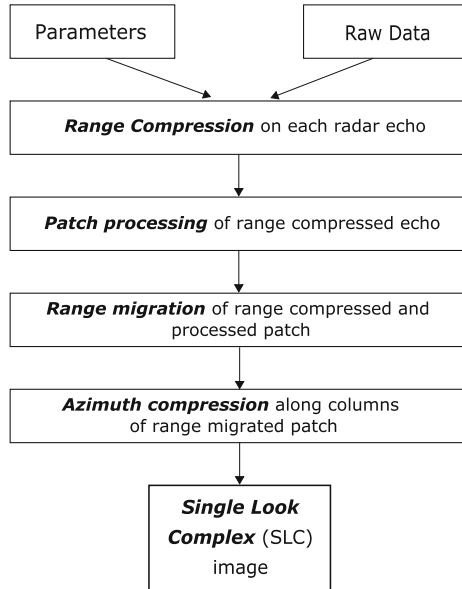 Parameters
Raw Data
Range Compression on each radar echo
Patch processing of range compressed echo
Range migration of range compressed and
processed patch
Azimuth compression along columns
of range migrated patch
Single Look
Complex (SLC)
image